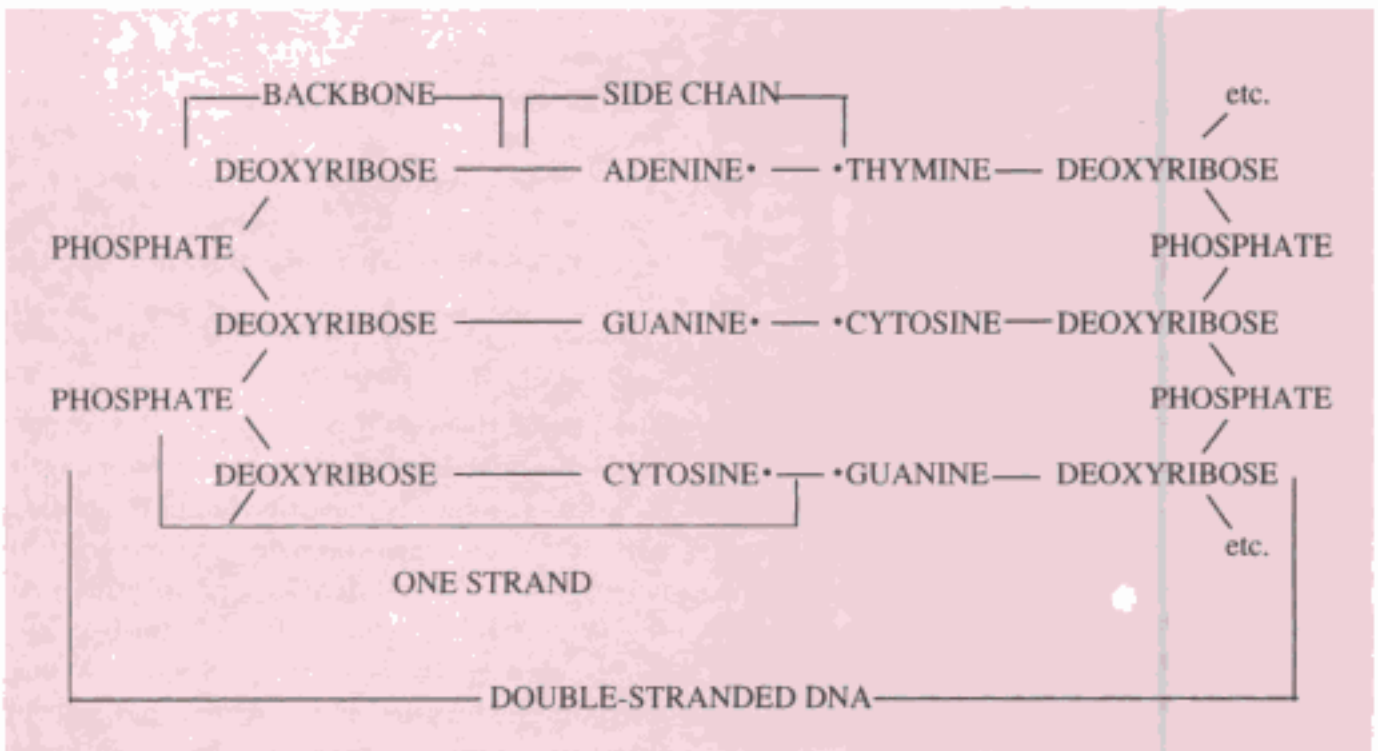 BACKBONE SIDE CHAIN etc.
DEOXYRIBOSE ADENINE• — •THYMINE — DEOXYRIBOSE
PHOSPHATE PHOSPHATE
DEOXYRIBOSE GUANINE• — •CYTOSINE — DEOXYRIBOSE
PHOSPHATE PHOSPHATE
DEOXYRIBOSE CYTOSINE• — •GUANINE — DEOXYRIBOSE
etc.
ONE STRAND
DOUBLE-STRANDED DNA